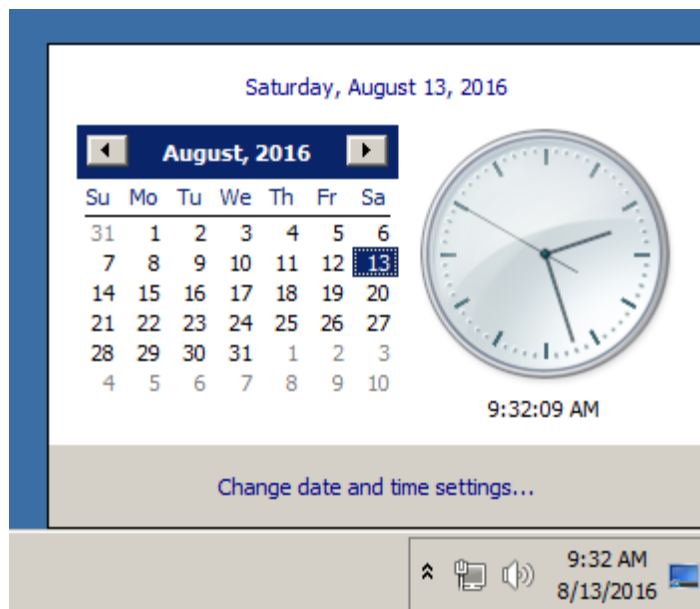 Saturday, August 13, 2016
August, 2016
Su Mo Tu We Th Fr Sa
31 1 2 3 4 5 6
7 8 9 10 11 12 13
14 15 16 17 18 19 20
21 22 23 24 25 26 27
28 29 30 31 1 2 3
4 5 6 7 8 9 10
9:32:09 AM
Change date and time settings...
9:32 AM
8/13/2016